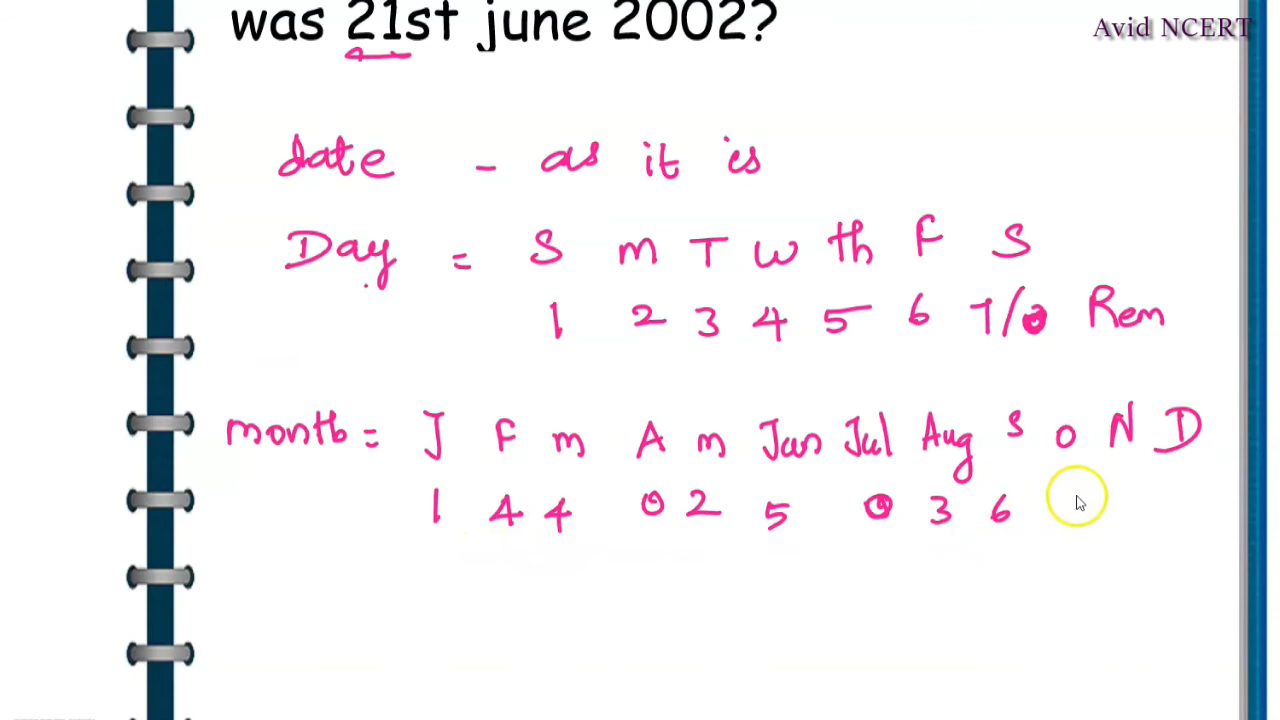 was 21st june 2002?
Avid NCERT
date - as it is
Day = S m T W th F S
1 2 3 4 5 6 7/0 Rem
month = J F m A m Jun Jul Aug S O N D
1 4 4 0 2 5 0 3 6